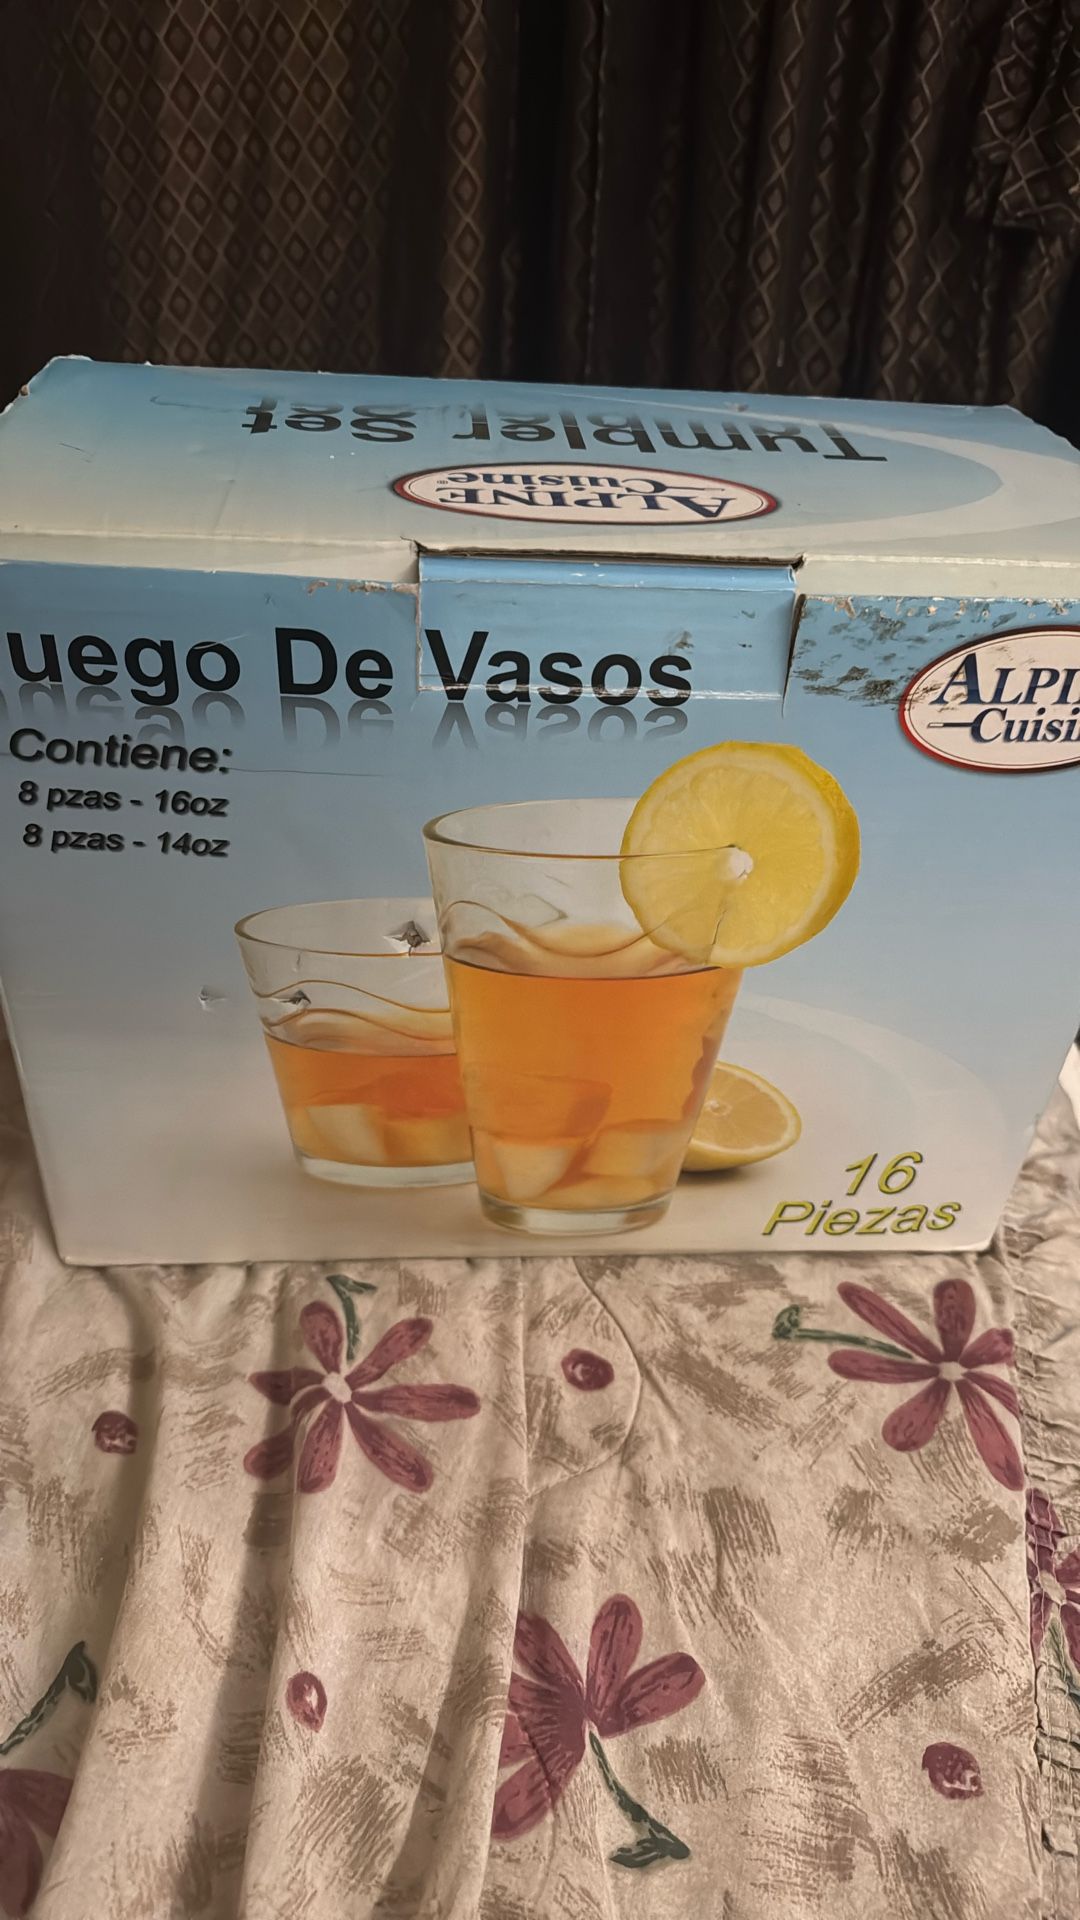 Tumbler Set
ALPINE
Cuisine®
uego De Vasos
ALPI
Cuisi
Contiene:
8 pzas - 16oz
8 pzas - 14oz
16
Piezas